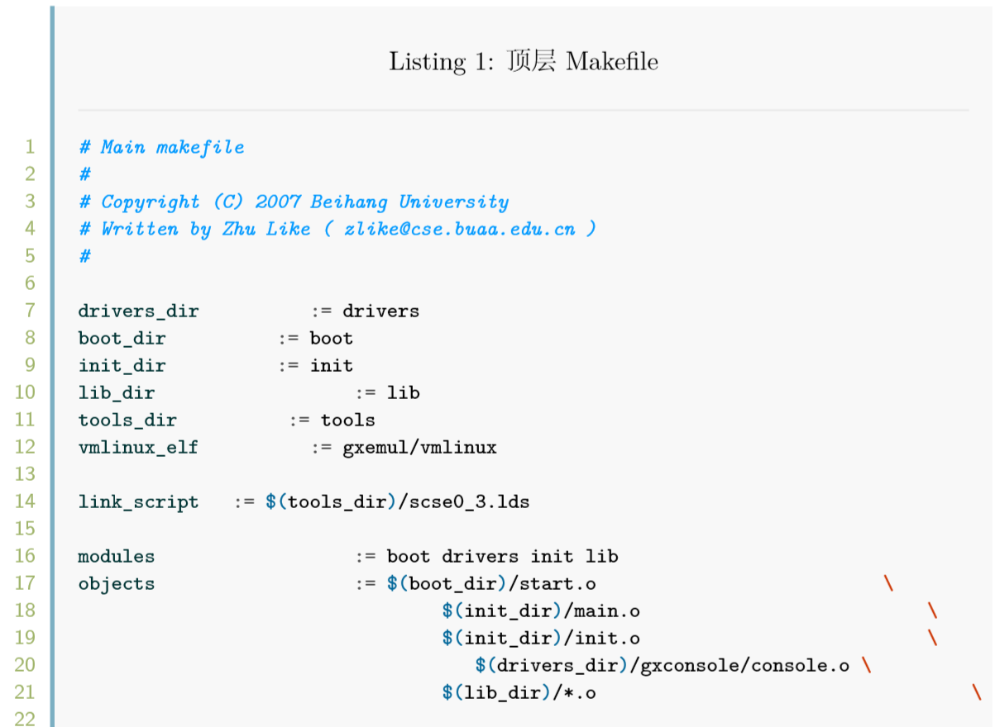 Listing 1: 顶层 Makefile
1 # Main makefile
2 #
3 # Copyright (C) 2007 Beihang University
4 # Written by Zhu Like ( zlike@cse.buaa.edu.cn )
5 #
6
7 drivers_dir := drivers
8 boot_dir := boot
9 init_dir := init
10 lib_dir := lib
11 tools_dir := tools
12 vmlinux_elf := gxemul/vmlinux
13
14 link_script := $(tools_dir)/scse0_3.lds
15
16 modules := boot drivers init lib
17 objects := $(boot_dir)/start.o \
18 $(init_dir)/main.o \
19 $(init_dir)/init.o \
20 $(drivers_dir)/gxconsole/console.o \
21 $(lib_dir)/*.o \
22